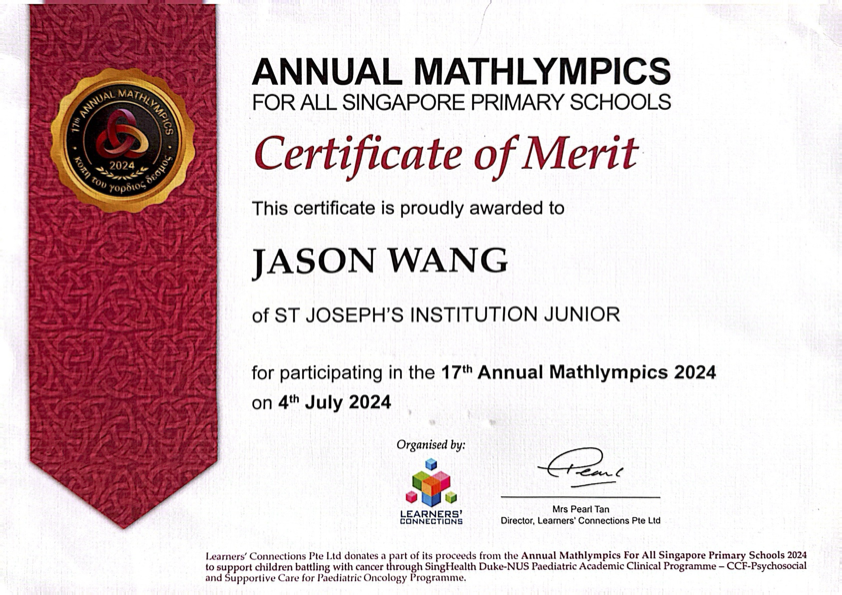 17th ANNUAL MATHLYMPICS
2024
κοπη του γορδιος δεσμος
ANNUAL MATHLYMPICS
FOR ALL SINGAPORE PRIMARY SCHOOLS
Certificate of Merit
This certificate is proudly awarded to
JASON WANG
of ST JOSEPH'S INSTITUTION JUNIOR
for participating in the 17th Annual Mathlympics 2024
on 4th July 2024
Organised by:
LEARNERS'
CONNECTIONS
Pearl
Mrs Pearl Tan
Director, Learners' Connections Pte Ltd
Learners' Connections Pte Ltd donates a part of its proceeds from the Annual Mathlympics For All Singapore Primary Schools 2024
to support children battling with cancer through SingHealth Duke-NUS Paediatric Academic Clinical Programme – CCF-Psychosocial
and Supportive Care for Paediatric Oncology Programme.